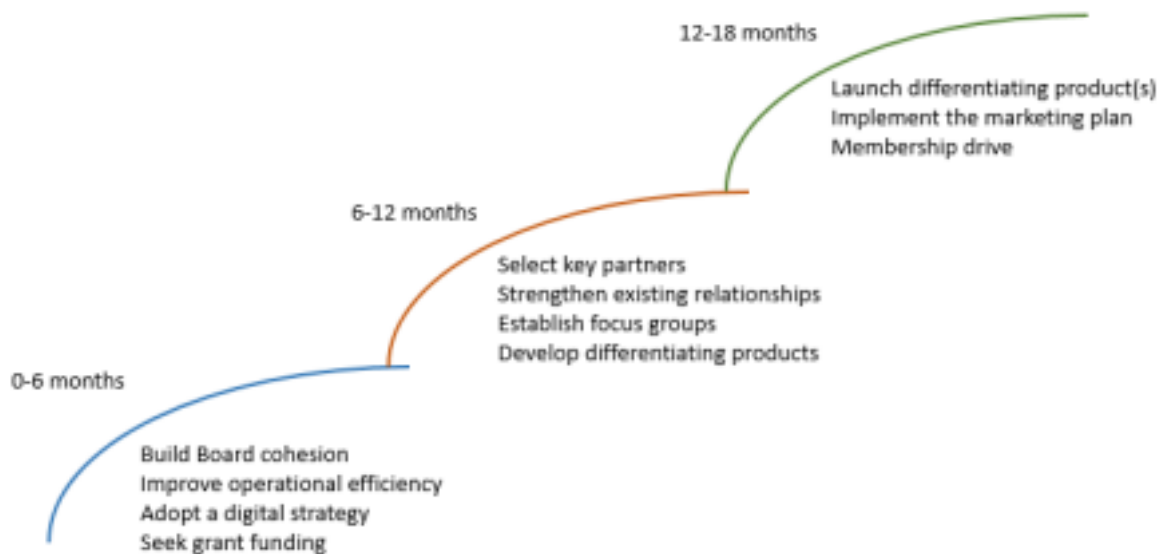 12-18 months
Launch differentiating product(s)
Implement the marketing plan
Membership drive
6-12 months
Select key partners
Strengthen existing relationships
Establish focus groups
Develop differentiating products
0-6 months
Build Board cohesion
Improve operational efficiency
Adopt a digital strategy
Seek grant funding